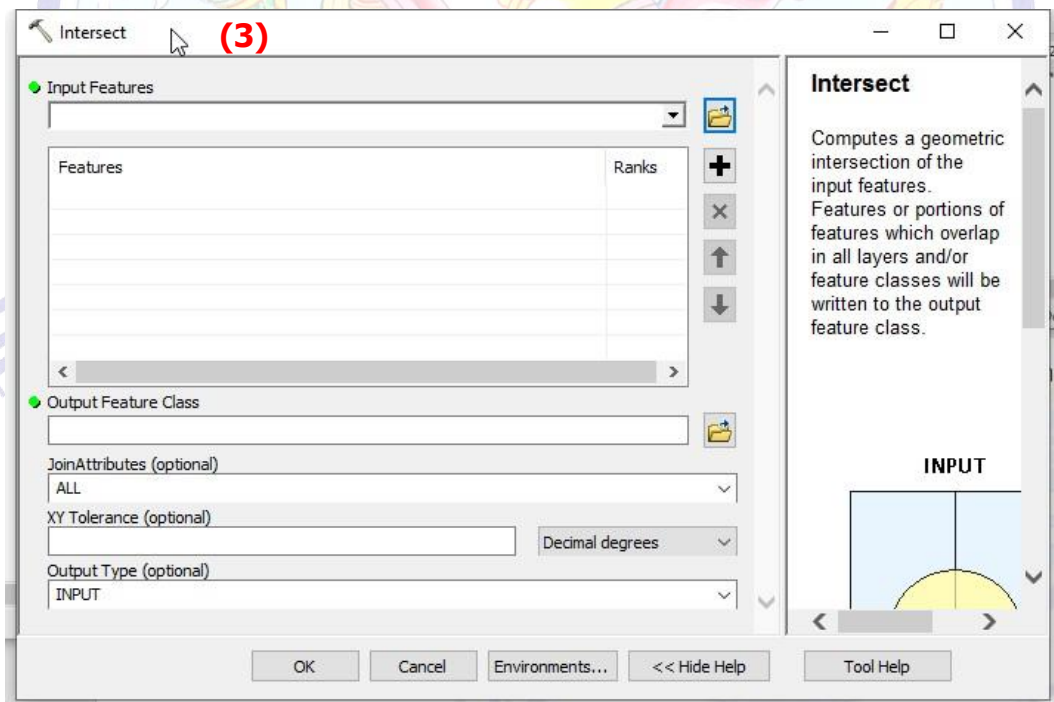 Intersect
(3)
Input Features
Features Ranks
Output Feature Class
JoinAttributes (optional)
ALL
XY Tolerance (optional)
Decimal degrees
Output Type (optional)
INPUT
OK Cancel Environments... << Hide Help Tool Help
Intersect
Computes a geometric
intersection of the
input features.
Features or portions of
features which overlap
in all layers and/or
feature classes will be
written to the output
feature class.
INPUT